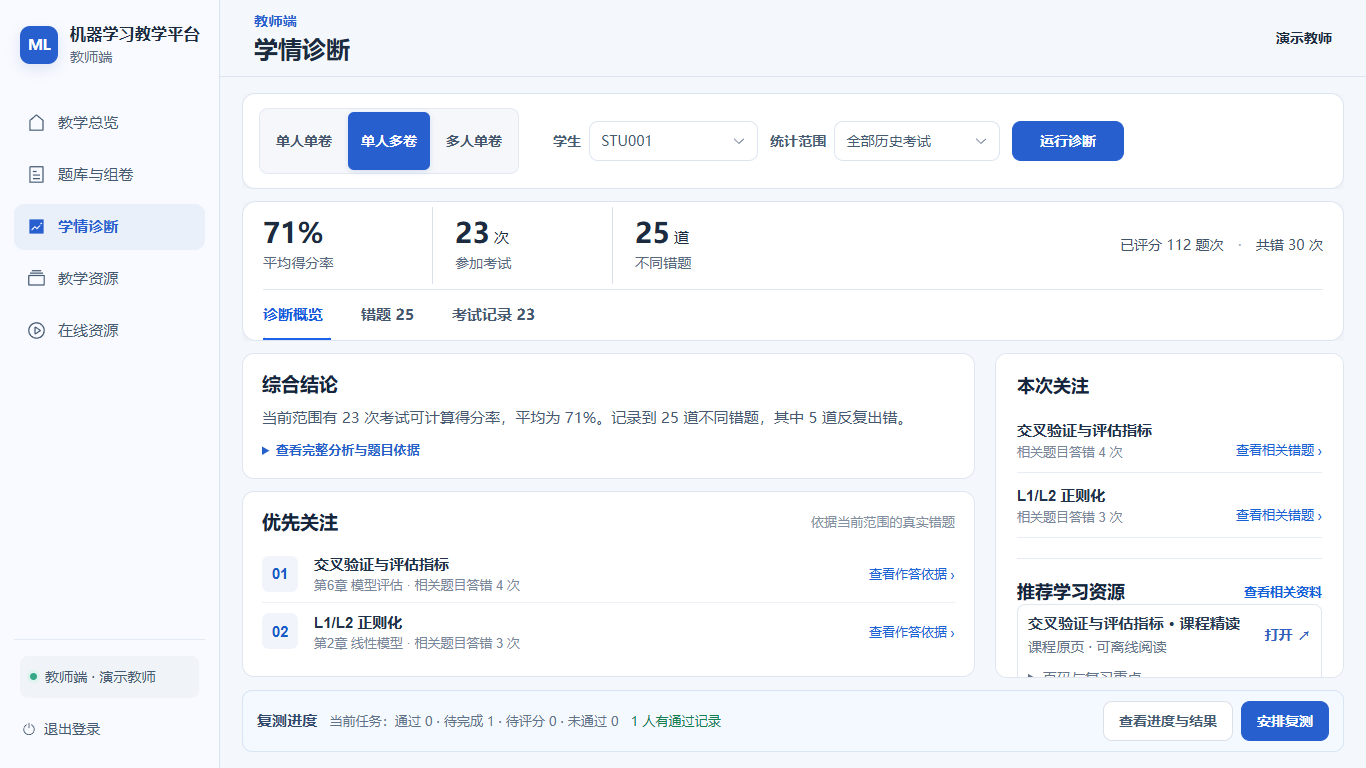 ML
机器学习教学平台
教师端
教学总览
题库与组卷
学情诊断
教学资源
在线资源
教师端 · 演示教师
退出登录
教师端
学情诊断
演示教师
单人单卷
单人多卷
多人单卷
学生
STU001
统计范围
全部历史考试
运行诊断
71%
平均得分率
23 次
参加考试
25 道
不同错题
已评分 112 题次 · 共错 30 次
诊断概览
错题 25
考试记录 23
综合结论
当前范围有 23 次考试可计算得分率，平均为 71%。记录到 25 道不同错题，其中 5 道反复出错。
▶ 查看完整分析与题目依据
优先关注
依据当前范围的真实错题
01
交叉验证与评估指标
第6章 模型评估 · 相关题目答错 4 次
查看作答依据 ›
02
L1/L2 正则化
第2章 线性模型 · 相关题目答错 3 次
查看作答依据 ›
本次关注
交叉验证与评估指标
相关题目答错 4 次
查看相关错题 ›
L1/L2 正则化
相关题目答错 3 次
查看相关错题 ›
推荐学习资源
查看相关资料
交叉验证与评估指标 • 课程精读
课程原页 · 可离线阅读
打开 ↗
▶ 页码与复习重点
复测进度
当前任务：通过 0 · 待完成 1 · 待评分 0 · 未通过 0
1 人有通过记录
查看进度与结果
安排复测